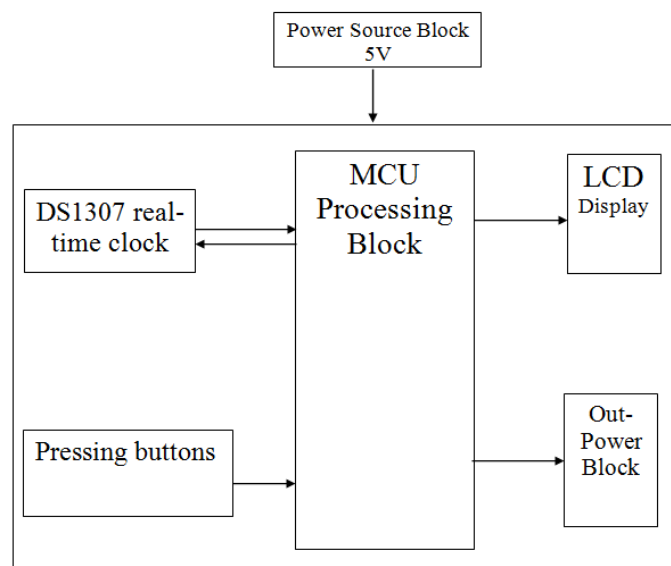 Power Source Block
5V
MCU
Processing
Block
LCD
Display
DS1307 real-
time clock
Pressing buttons
Out-
Power
Block